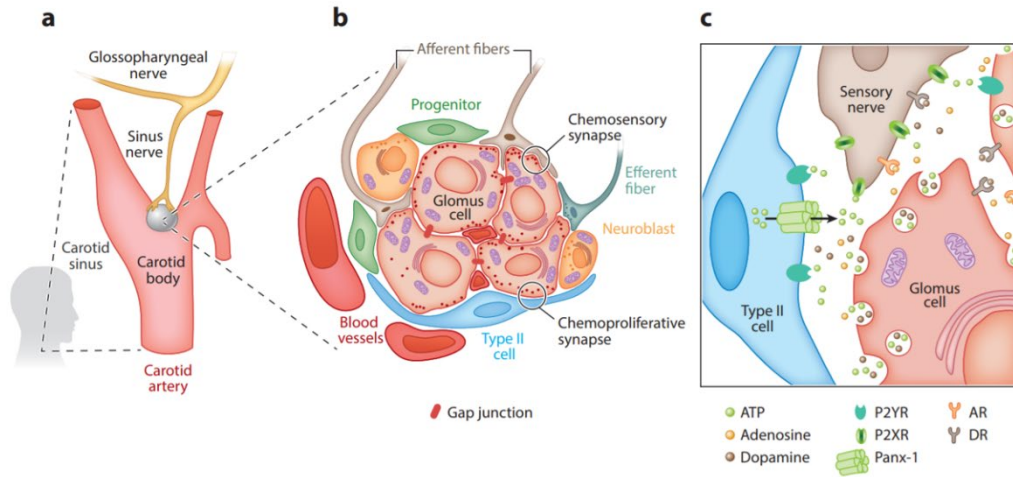 a
Glossopharyngeal
nerve
Sinus
nerve
Carotid
sinus
Carotid
body
Carotid
artery
b
Afferent fibers
Progenitor
Chemosensory
synapse
Efferent
fiber
Glomus
cell
Neuroblast
Blood
vessels
Type II
cell
Chemoproliferative
synapse
Gap junction
c
Sensory
nerve
Type II
cell
Glomus
cell
ATP
Adenosine
Dopamine
P2YR
P2XR
Panx-1
AR
DR